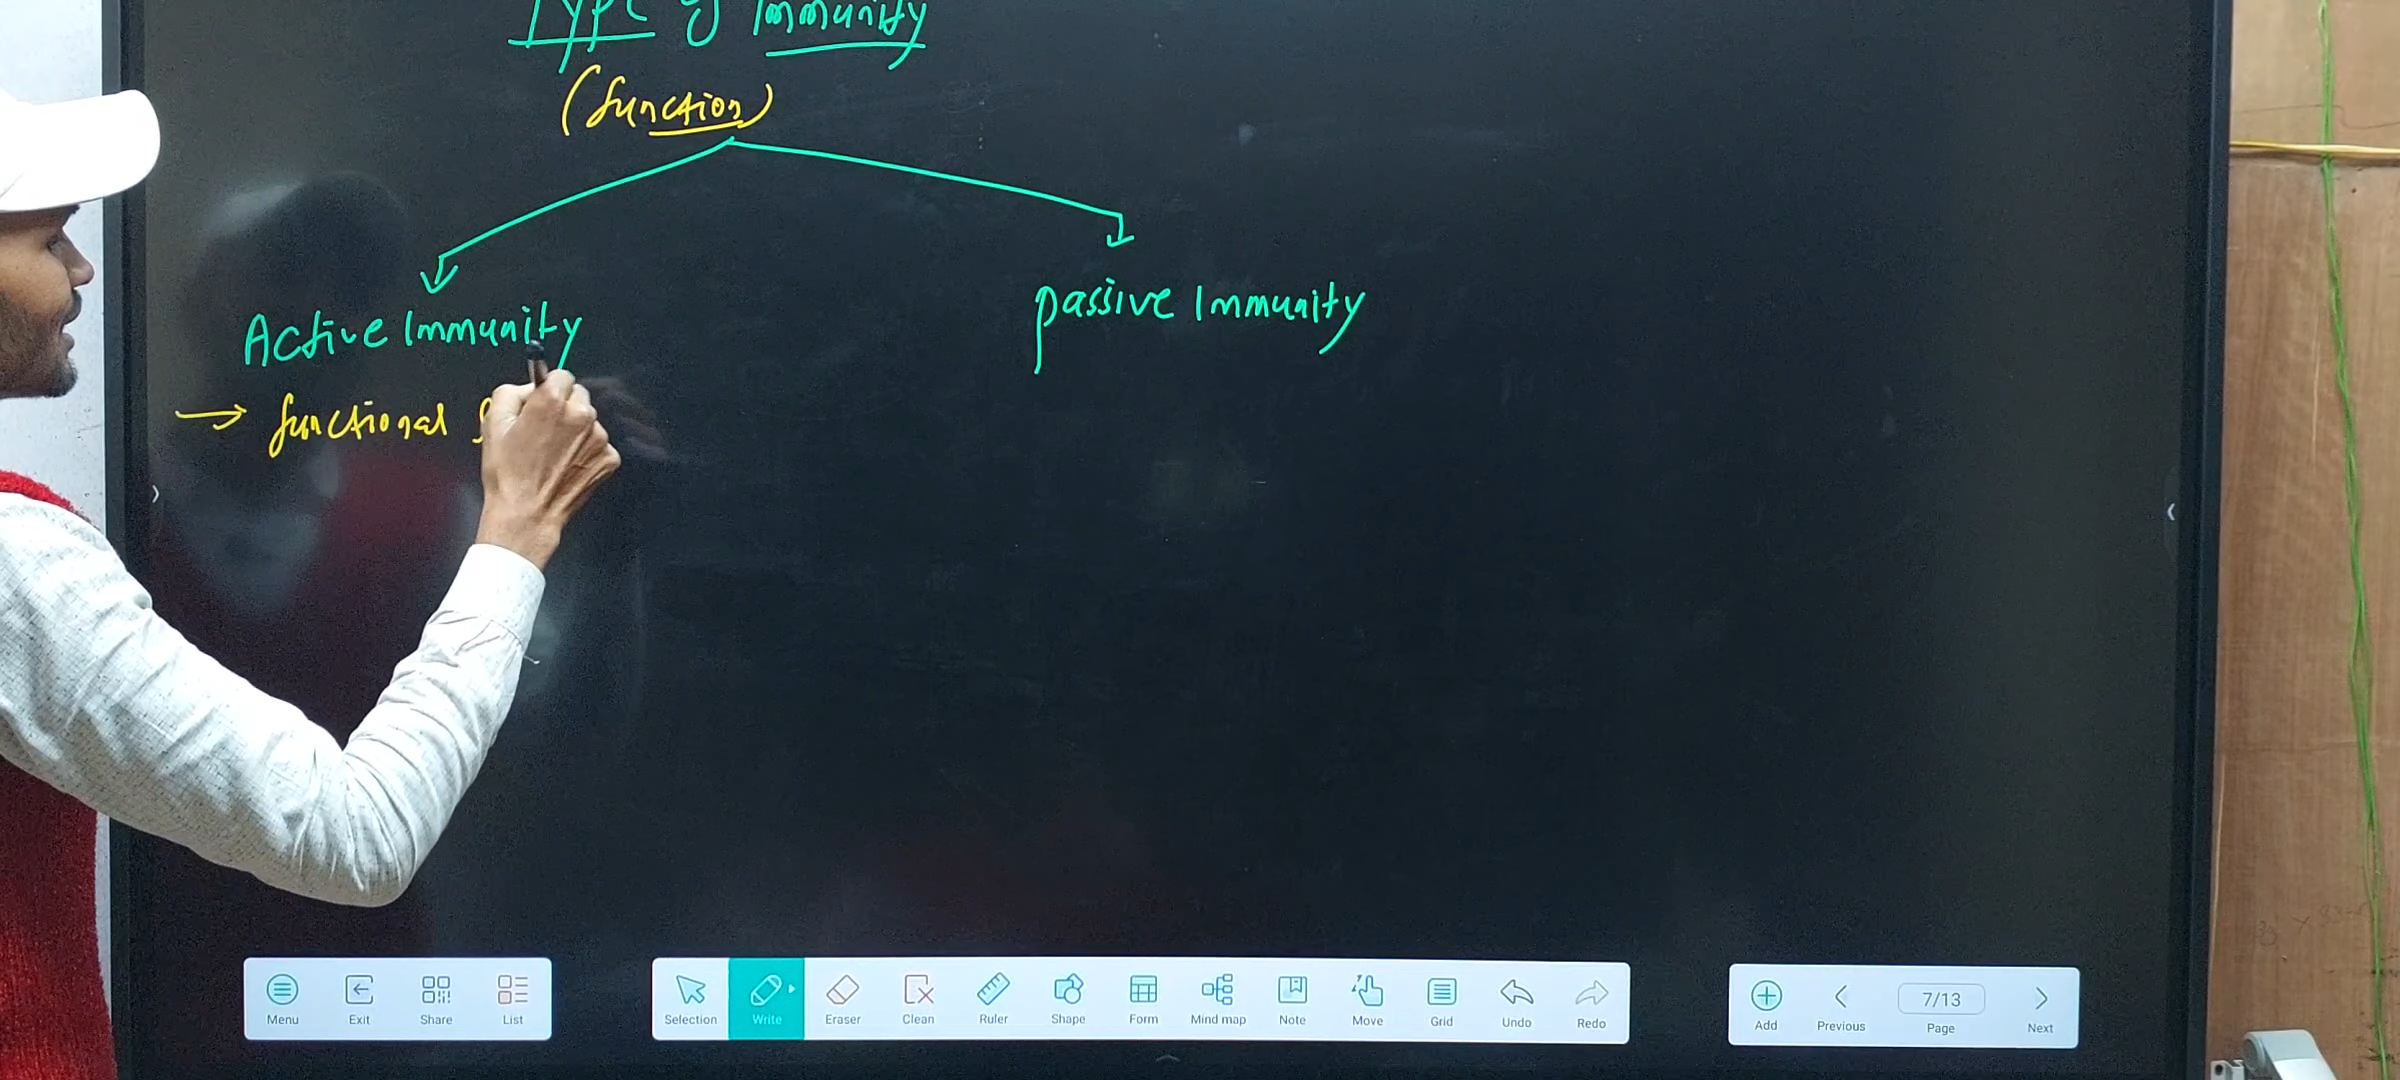 Type of Immunity
(function)
Active Immunity
Passive Immunity
→ functional
Menu Exit Share List
Selection Write Eraser Clean Ruler Shape Form Mind map Note Move Grid Undo Redo
Add Previous 7/13 Page Next